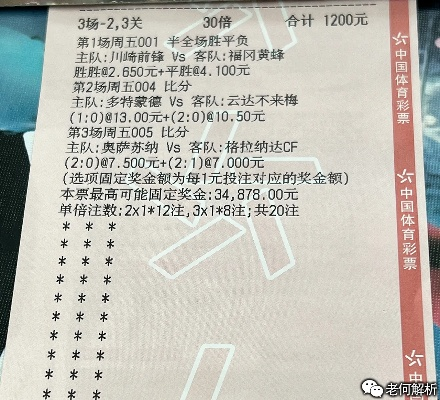 3场-2,3关 30倍 合计 1200元
第1场周五001 半全场胜平负
主队:川崎前锋 Vs 客队:福冈黄蜂
胜胜@2.650元+平胜@4.100元
第2场周五004 比分
主队:多特蒙德 Vs 客队:云达不来梅
(1:0)@13.00元+(2:0)@10.50元
第3场周五005 比分
主队:奥萨苏纳 Vs 客队:格拉纳达CF
(2:0)@7.500元+(2:1)@7.000元
(选项固定奖金额为每1元投注对应的奖金额)
本票最高可能固定奖金:34,878.00元
单倍注数:2x1*12注,3x1*8注;共20注
* * *
* * *
* * *
* * *
* * *
* * *
* * *
* * *
* * *
中国体育彩票
中国体育彩票
中国
老何解析